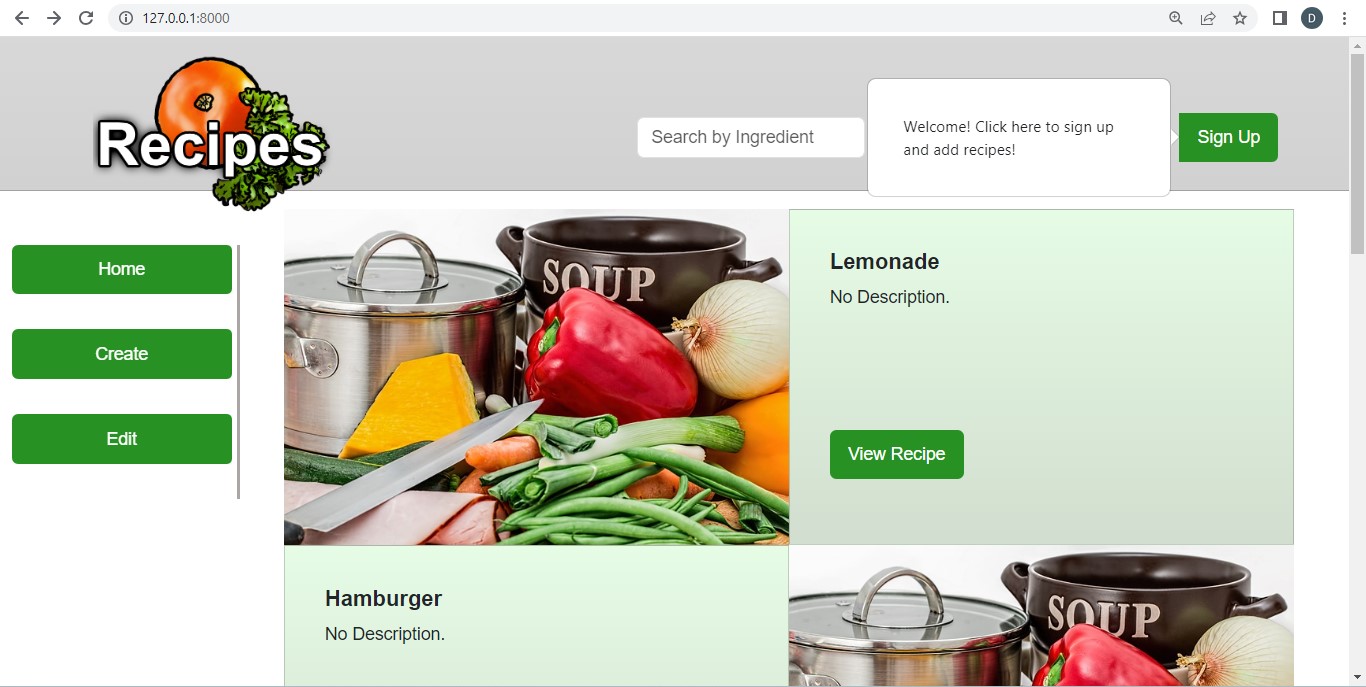 127.0.0.1:8000
D
Recipes
Search by Ingredient
Welcome! Click here to sign up
and add recipes!
Sign Up
Home
Create
Edit
SOUP
Lemonade
No Description.
View Recipe
Hamburger
No Description.
SOUP